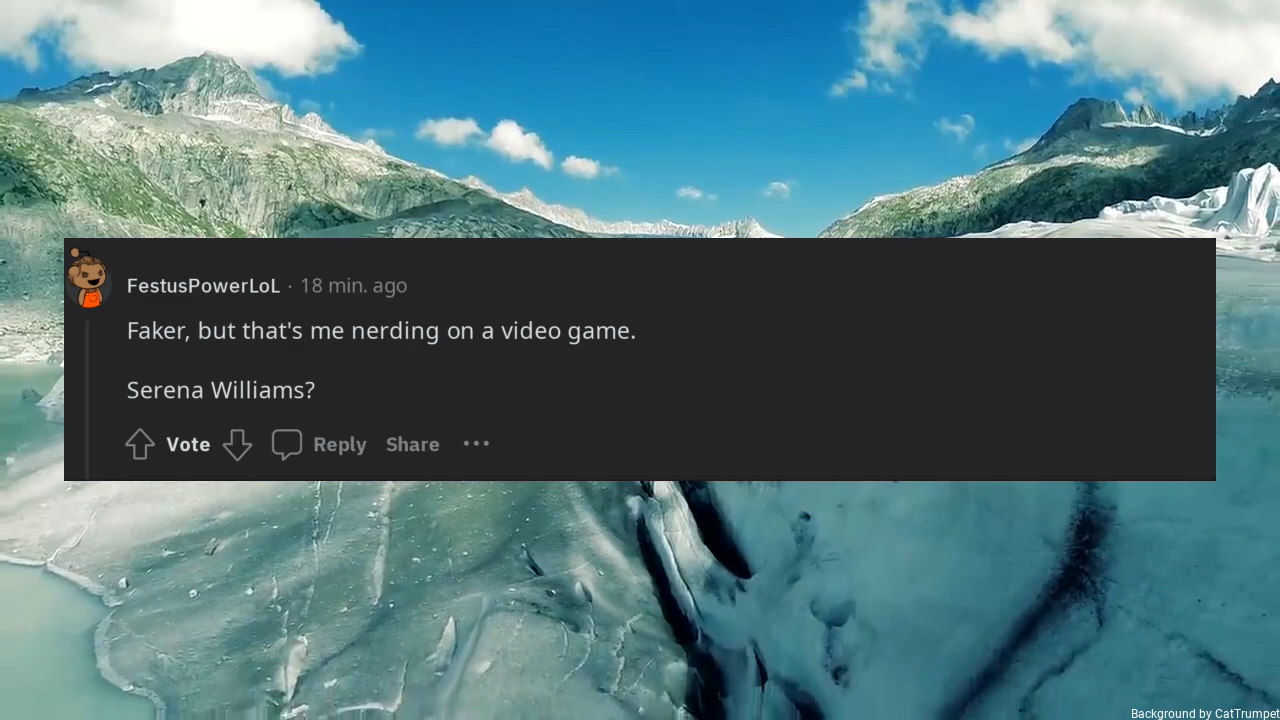 FestusPowerLoL · 18 min. ago
Faker, but that's me nerding on a video game.
Serena Williams?
Vote Reply Share ···
Background by CatTrumpet